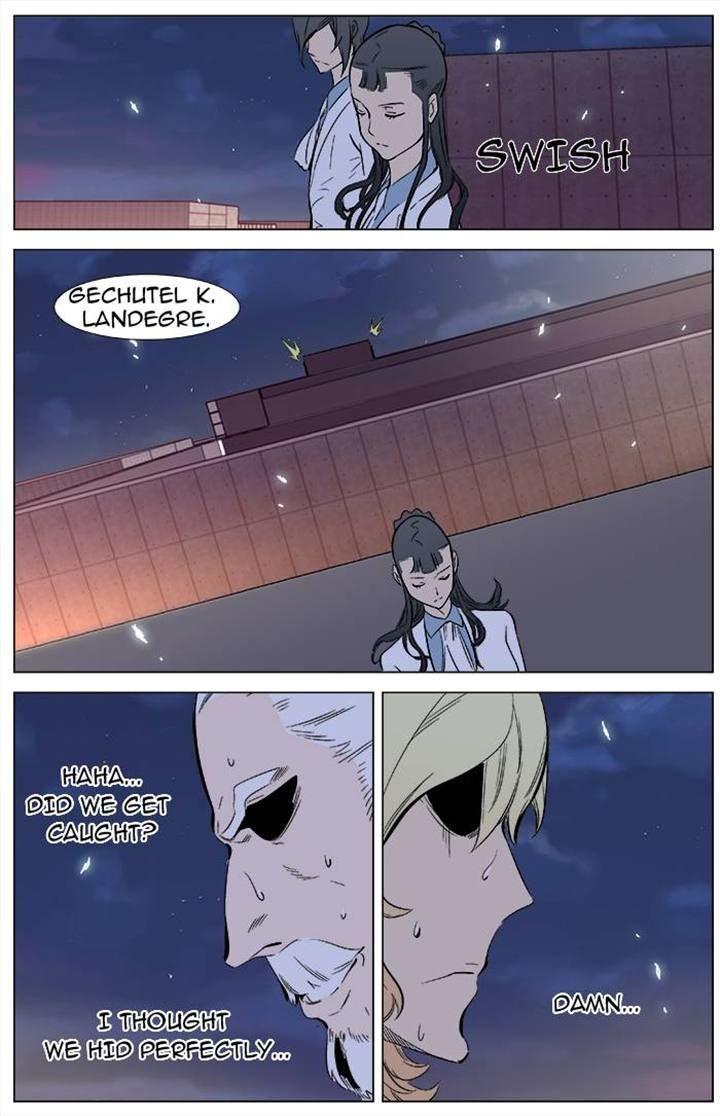 SWISH
GECHUTEL K.
LANDEGRE.
HAHA...
DID WE GET
CAUGHT?
I THOUGHT
WE HID PERFECTLY...
DAMN...